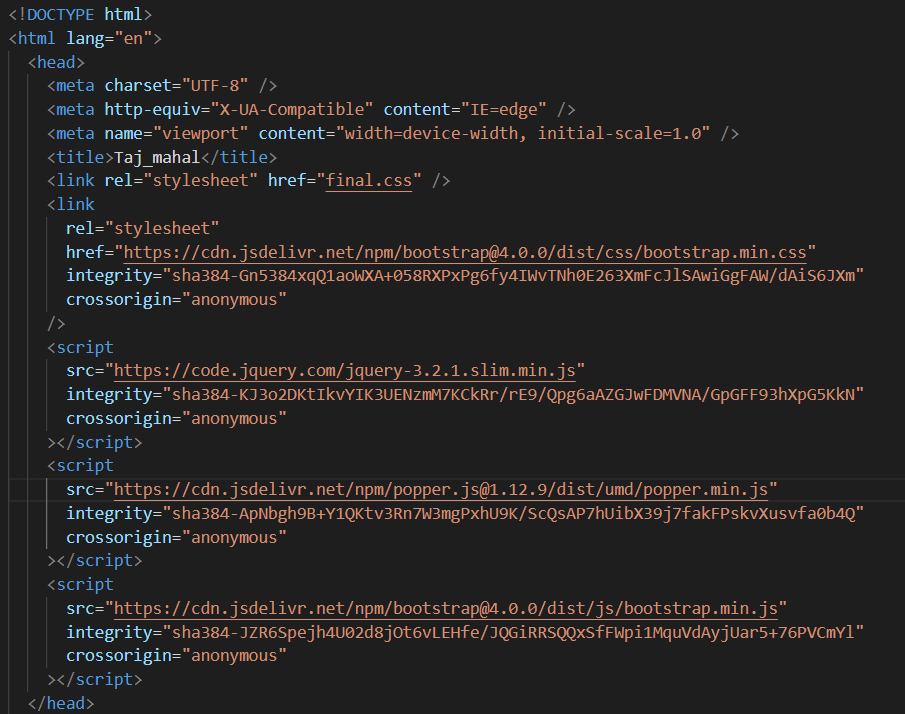 <!DOCTYPE html>
<html lang="en">
<head>
<meta charset="UTF-8" />
<meta http-equiv="X-UA-Compatible" content="IE=edge" />
<meta name="viewport" content="width=device-width, initial-scale=1.0" />
<title>Taj_mahal</title>
<link rel="stylesheet" href="final.css" />
<link
rel="stylesheet"
href="https://cdn.jsdelivr.net/npm/bootstrap@4.0.0/dist/css/bootstrap.min.css"
integrity="sha384-Gn5384xqQ1aoWXA+058RXPxPg6fy4IWvTNh0E263XmFcJlSAwiGgFAW/dAiS6JXm"
crossorigin="anonymous"
/>
<script
src="https://code.jquery.com/jquery-3.2.1.slim.min.js"
integrity="sha384-KJ3o2DKtIkvYIK3UENzmM7KCkRr/rE9/Qpg6aAZGJwFDMVNA/GpGFF93hXpG5KkN"
crossorigin="anonymous"
></script>
<script
src="https://cdn.jsdelivr.net/npm/popper.js@1.12.9/dist/umd/popper.min.js"
integrity="sha384-ApNbgh9B+Y1QKtv3Rn7W3mgPxhU9K/ScQsAP7hUibX39j7fakFPskvXusvfa0b4Q"
crossorigin="anonymous"
></script>
<script
src="https://cdn.jsdelivr.net/npm/bootstrap@4.0.0/dist/js/bootstrap.min.js"
integrity="sha384-JZR6Spejh4U02d8jOt6vLEHfe/JQGiRRSQQxSfFWpi1MquVdAyjUar5+76PVCmYl"
crossorigin="anonymous"
></script>
</head>